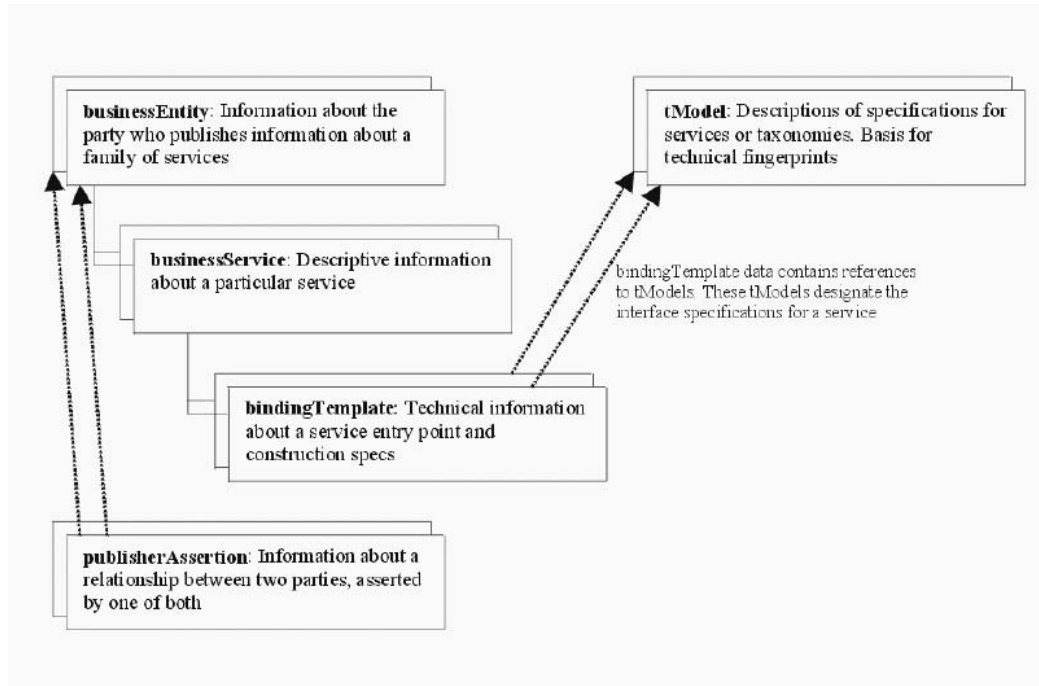 businessEntity: Information about the
party who publishes information about a
family of services
tModel: Descriptions of specifications for
services or taxonomies. Basis for
technical fingerprints
businessService: Descriptive information
about a particular service
bindingTemplate data contains references
to tModels. These tModels designate the
interface specifications for a service
bindingTemplate: Technical information
about a service entry point and
construction specs
publisherAssertion: Information about a
relationship between two parties, asserted
by one of both